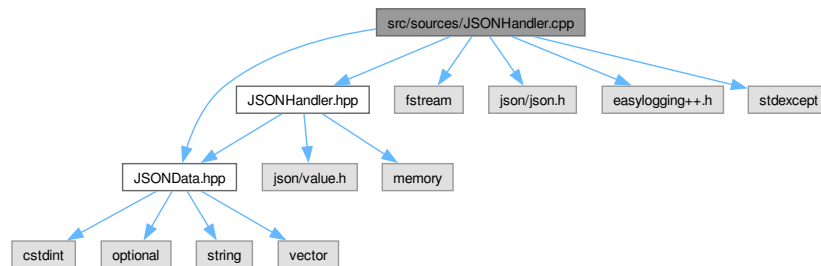 src/sources/JSONHandler.cpp
JSONHandler.hpp
fstream
json/json.h
easylogging++.h
stdexcept
JSONData.hpp
json/value.h
memory
cstdint
optional
string
vector